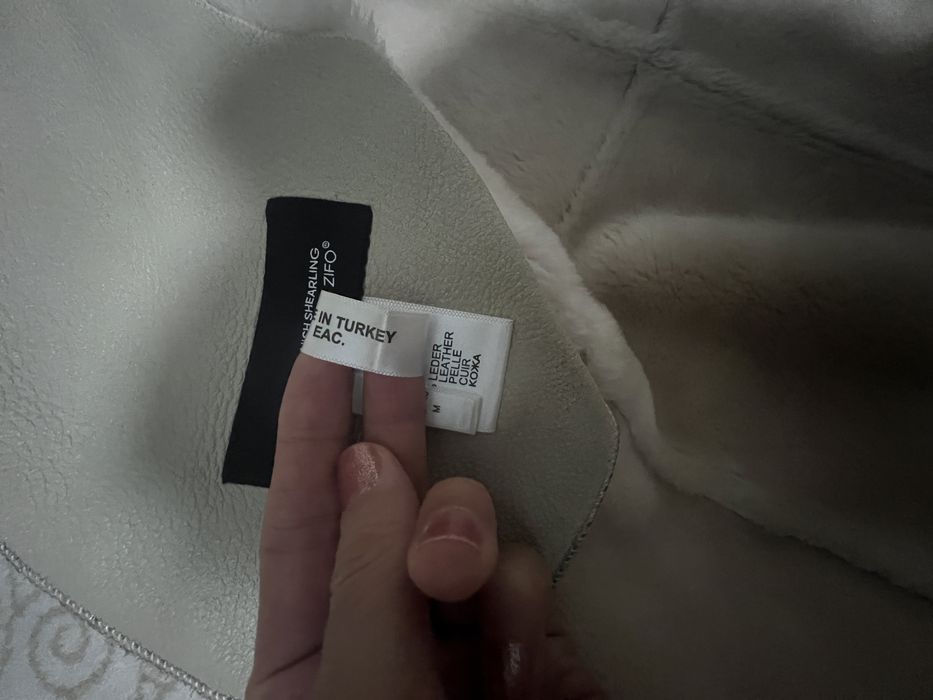 SHEARLING
ZIFO®
IN TURKEY
EAC.
LEDER
LEATHER
PELLE
CUIR
КОЖА
M